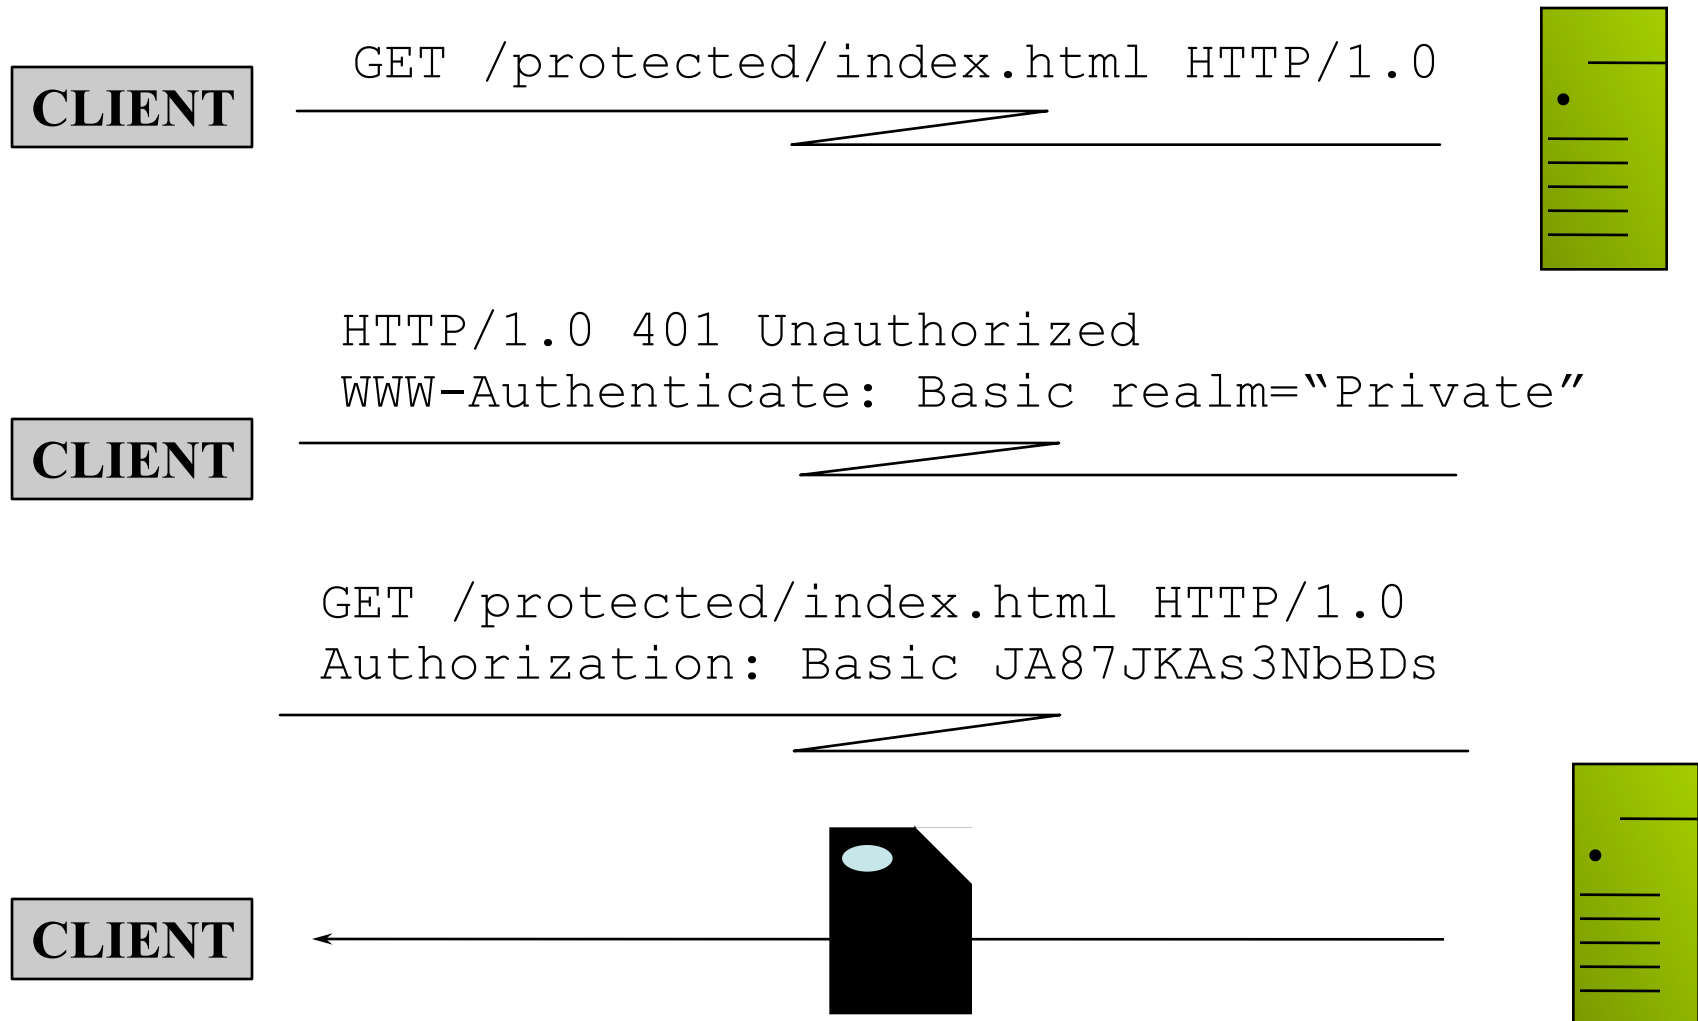 GET /protected/index.html HTTP/1.0
CLIENT
HTTP/1.0 401 Unauthorized
WWW-Authenticate: Basic realm=“Private”
CLIENT
GET /protected/index.html HTTP/1.0
Authorization: Basic JA87JKAs3NbBDs
CLIENT